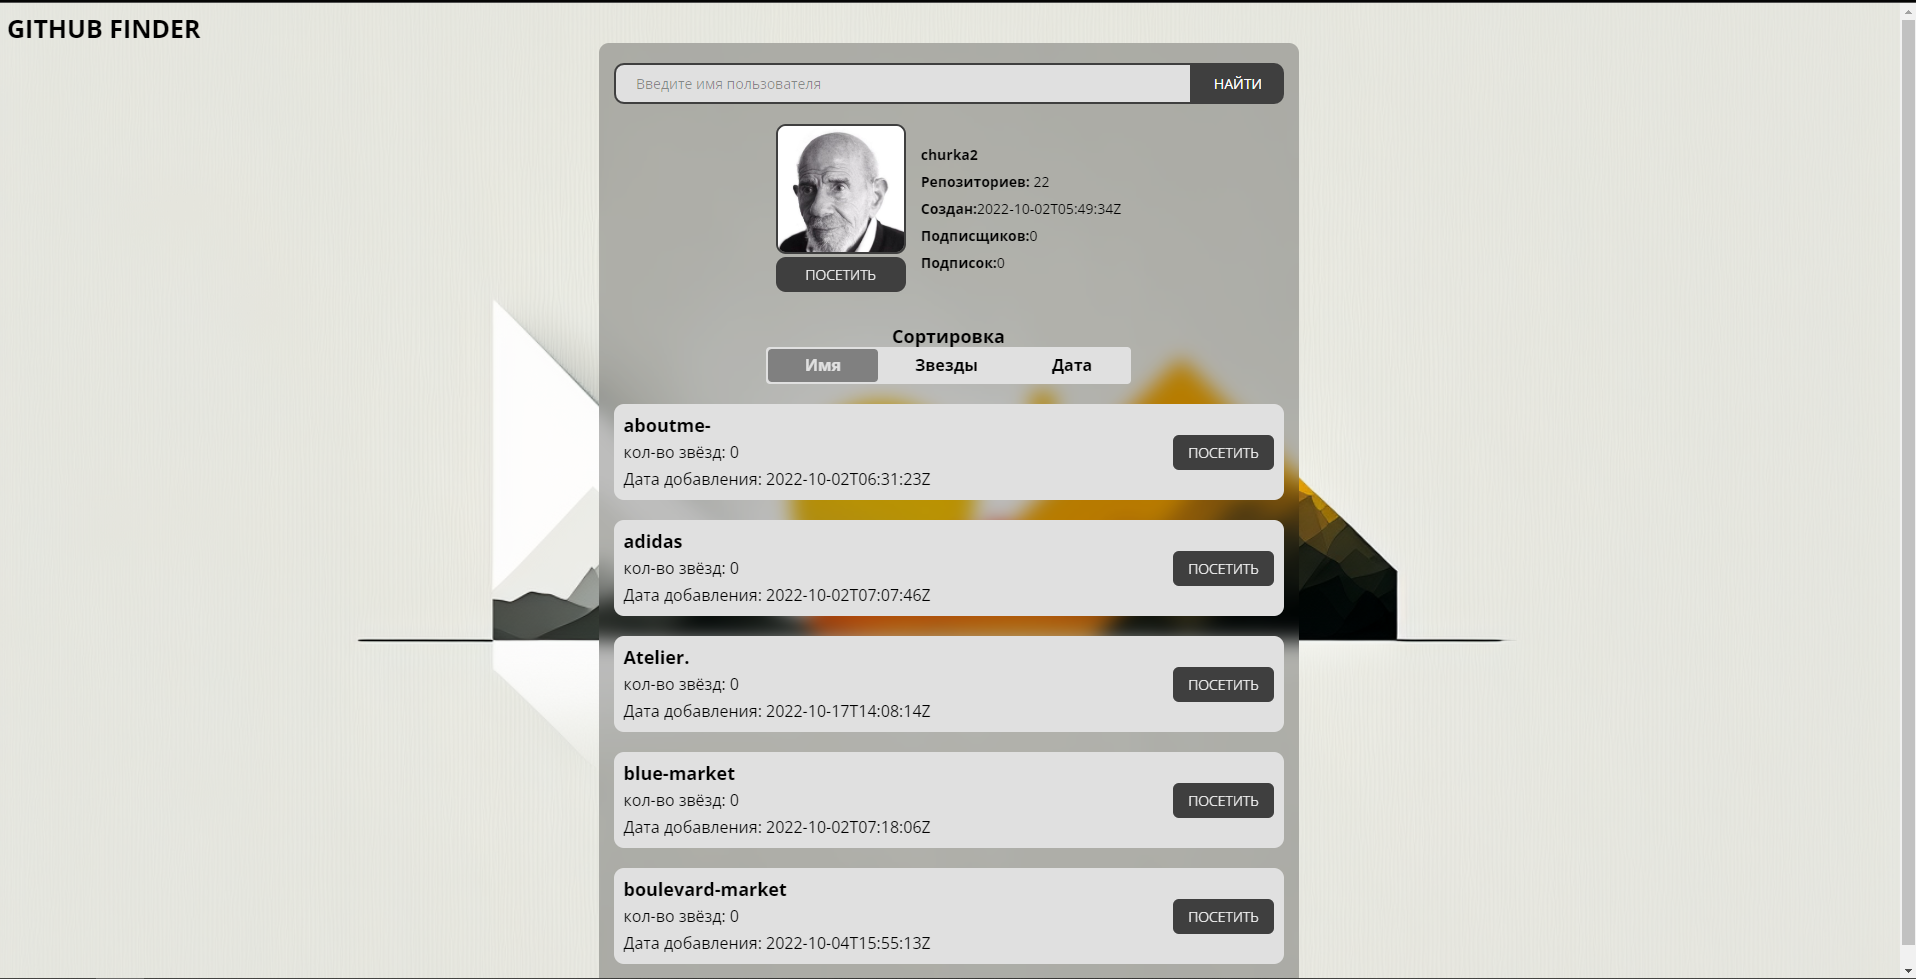 GITHUB FINDER
Введите имя пользователя
НАЙТИ
churka2
Репозиториев: 22
Создан:2022-10-02T05:49:34Z
Подписщиков:0
Подписок:0
ПОСЕТИТЬ
Сортировка
Имя Звезды Дата
aboutme-
кол-во звёзд: 0
Дата добавления: 2022-10-02T06:31:23Z
ПОСЕТИТЬ
adidas
кол-во звёзд: 0
Дата добавления: 2022-10-02T07:07:46Z
ПОСЕТИТЬ
Atelier.
кол-во звёзд: 0
Дата добавления: 2022-10-17T14:08:14Z
ПОСЕТИТЬ
blue-market
кол-во звёзд: 0
Дата добавления: 2022-10-02T07:18:06Z
ПОСЕТИТЬ
boulevard-market
кол-во звёзд: 0
Дата добавления: 2022-10-04T15:55:13Z
ПОСЕТИТЬ